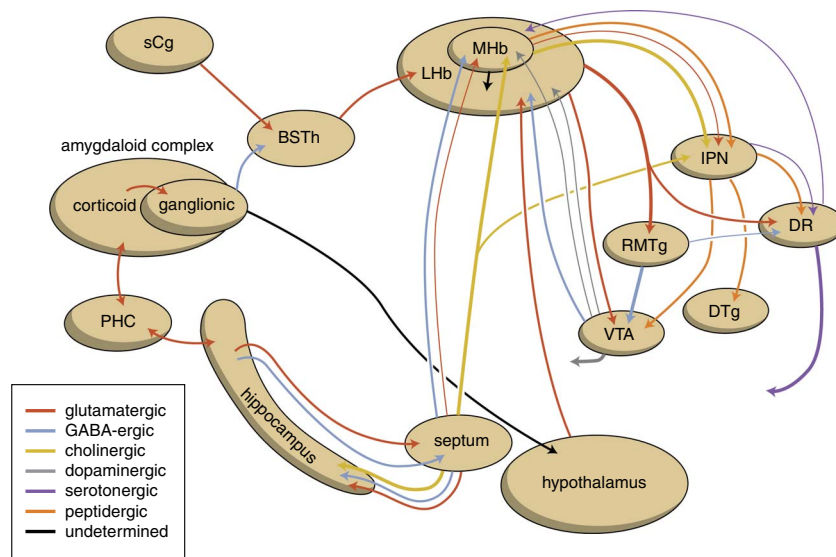 sCg
MHb
LHb
BSTh
IPN
amygdaloid complex
corticoid
ganglionic
DR
RMTg
PHC
DTg
VTA
hippocampus
septum
hypothalamus
glutamatergic
GABA-ergic
cholinergic
dopaminergic
serotonergic
peptidergic
undetermined